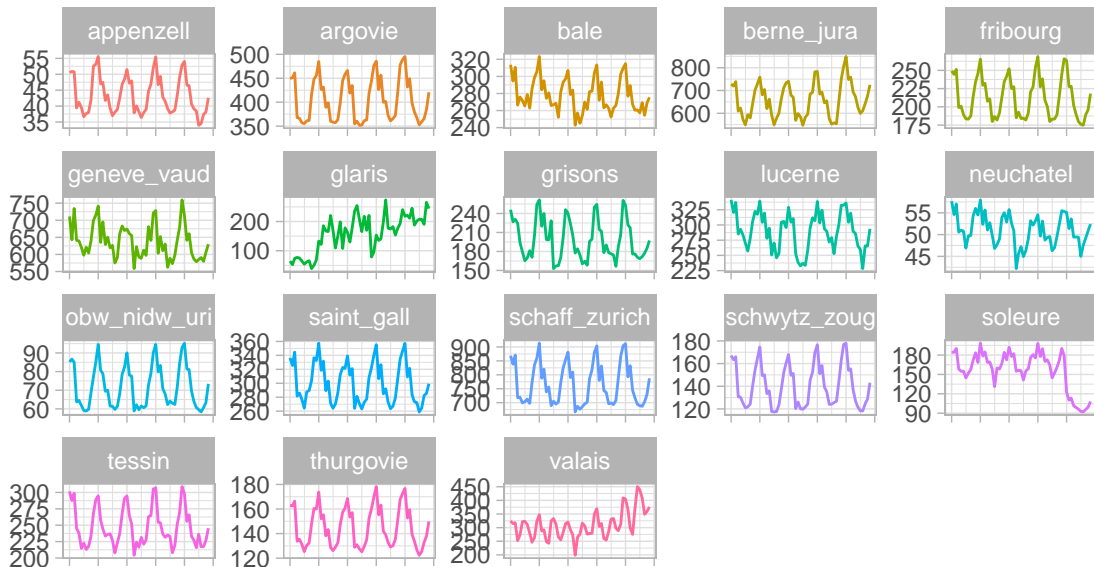 appenzell argovie bale berne_jura fribourg
55 50 45 40 35
500 450 400 350
320 300 280 260 240
800 700 600
250 225 200 175
geneve_vaud glaris grisons lucerne neuchatel
750 700 650 600 550
200 100
240 210 180 150
325 300 275 250 225
55 50 45
obw_nidw_uri saint_gall schaff_zurich schwytz_zoug soleure
90 80 70 60
360 340 320 300 280 260
900 850 800 750 700
180 160 140 120
180 150 120 90
tessin thurgovie valais
300 275 250 225 200
180 160 140 120
450 400 350 300 250 200